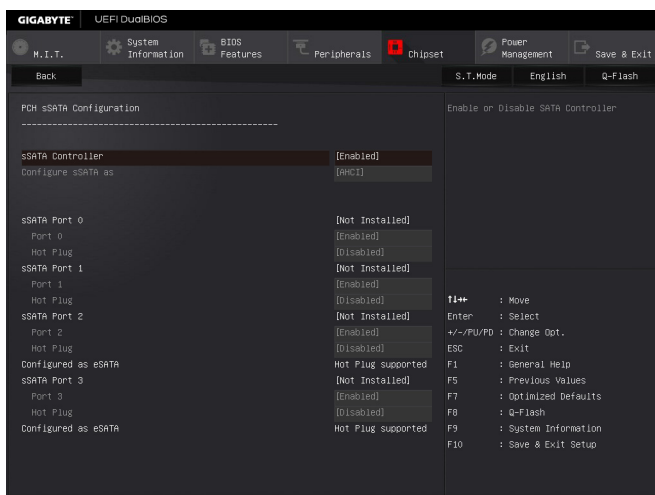 GIGABYTE™ UEFI DualBIOS
M.I.T.
System Information
BIOS Features
Peripherals
Chipset
Power Management
Save & Exit
Back
S.T.Mode English Q-Flash
PCH sSATA Configuration
--------------------------------------------------
Enable or Disable SATA Controller
sSATA Controller [Enabled]
Configure sSATA as [AHCI]
sSATA Port 0 [Not Installed]
Port 0 [Enabled]
Hot Plug [Disabled]
sSATA Port 1 [Not Installed]
Port 1 [Enabled]
Hot Plug [Disabled]
sSATA Port 2 [Not Installed]
Port 2 [Enabled]
Hot Plug [Disabled]
Configured as eSATA Hot Plug supported
sSATA Port 3 [Not Installed]
Port 3 [Enabled]
Hot Plug [Disabled]
Configured as eSATA Hot Plug supported
↑↓→← : Move
Enter : Select
+/-/PU/PD : Change Opt.
ESC : Exit
F1 : General Help
F5 : Previous Values
F7 : Optimized Defaults
F8 : Q-Flash
F9 : System Information
F10 : Save & Exit Setup